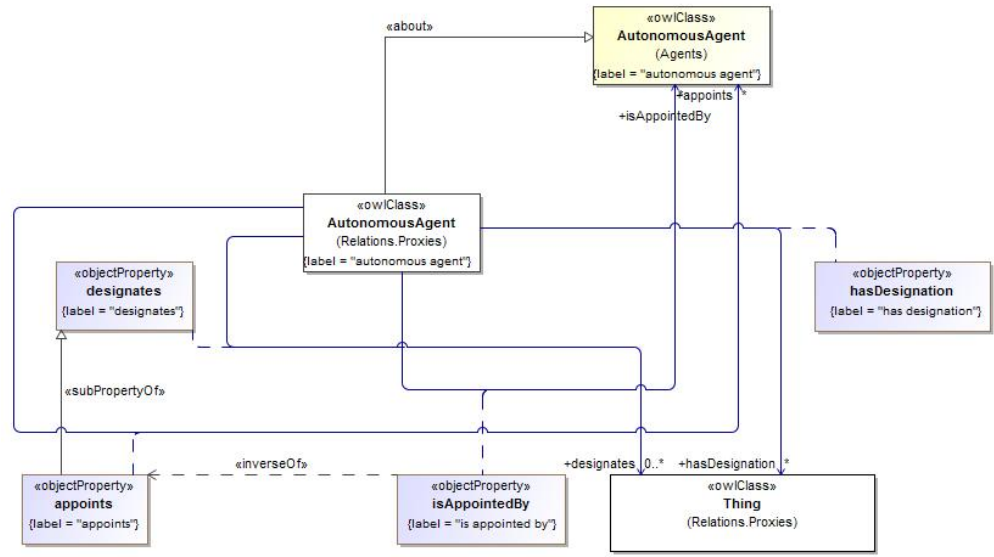 «about»
«owlClass»
AutonomousAgent
(Agents)
{label = "autonomous agent"}
+appoints *
+isAppointedBy
«owlClass»
AutonomousAgent
(Relations.Proxies)
{label = "autonomous agent"}
«objectProperty»
designates
{label = "designates"}
«objectProperty»
hasDesignation
{label = "has designation"}
«subPropertyOf»
«inverseOf»
+designates 0..*
+hasDesignation *
«objectProperty»
appoints
{label = "appoints"}
«objectProperty»
isAppointedBy
{label = "is appointed by"}
«owlClass»
Thing
(Relations.Proxies)